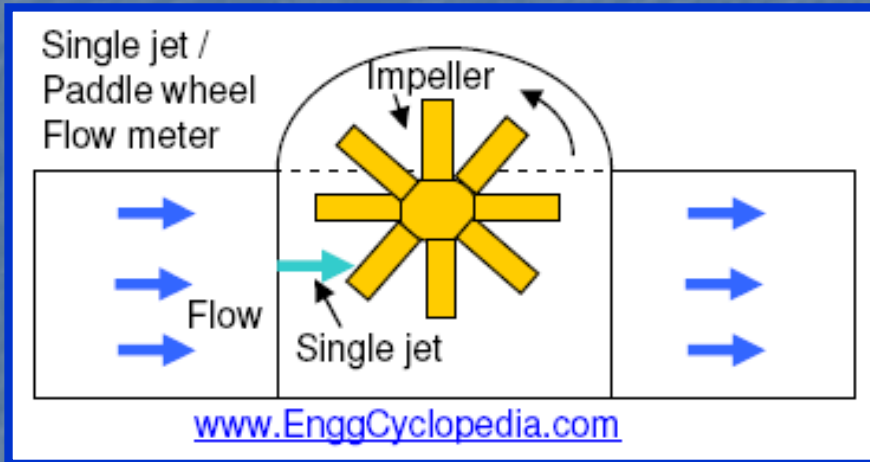 Single jet /
Paddle wheel
Flow meter
Impeller
Flow
Single jet
www.EnggCyclopedia.com